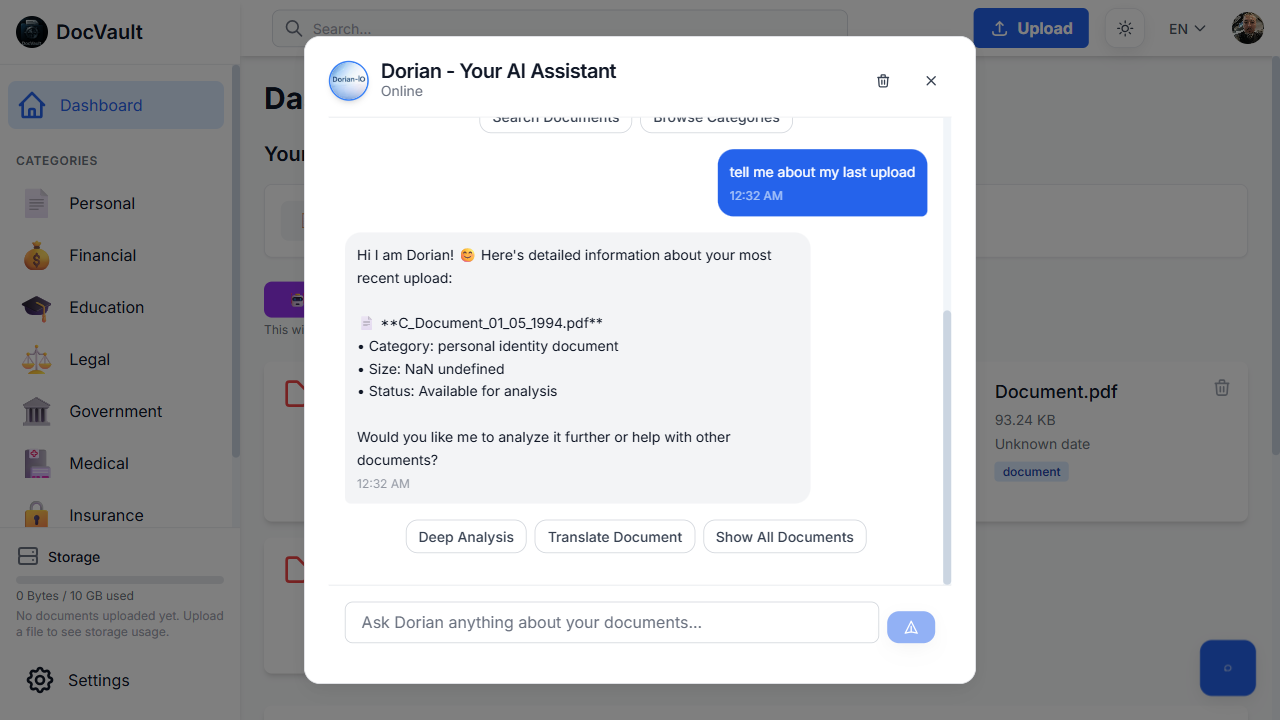 DocVault
Search...
Upload
EN
Dashboard
CATEGORIES
Personal
Financial
Education
Legal
Government
Medical
Insurance
Storage
0 Bytes / 10 GB used
No documents uploaded yet. Upload
a file to see storage usage.
Settings
Da
Your
This wi
Dorian-IO
Dorian - Your AI Assistant
Online
Search Documents
Browse Categories
tell me about my last upload
12:32 AM
Hi I am Dorian! 😊 Here's detailed information about your most
recent upload:
📄 **C_Document_01_05_1994.pdf**
• Category: personal identity document
• Size: NaN undefined
• Status: Available for analysis
Would you like me to analyze it further or help with other
documents?
12:32 AM
Deep Analysis
Translate Document
Show All Documents
Ask Dorian anything about your documents...
Document.pdf
93.24 KB
Unknown date
document